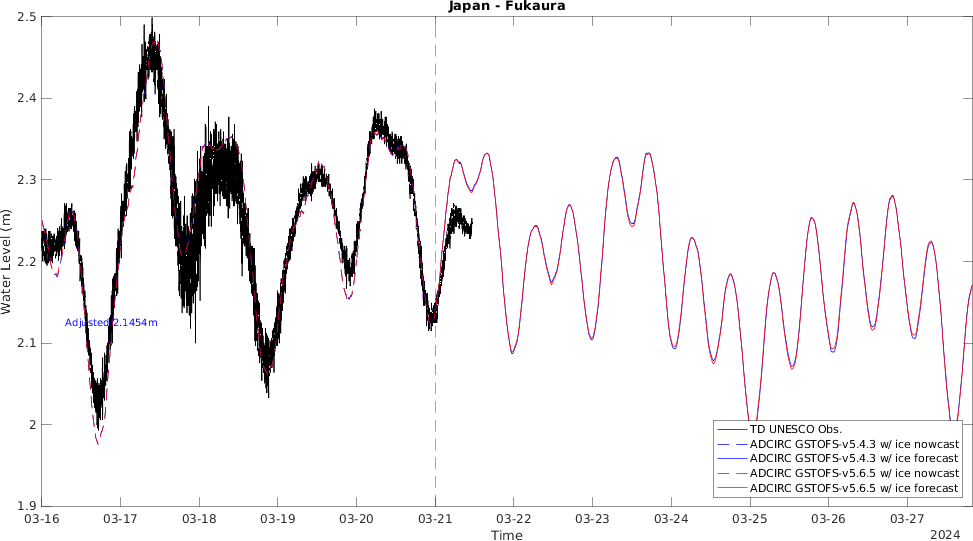 Japan - Fukaura
2.5
2.4
2.3
2.2
2.1
2
1.9
Water Level (m)
Adjusted 2.1454m
TD UNESCO Obs.
ADCIRC GSTOFS-v5.4.3 w/ ice nowcast
ADCIRC GSTOFS-v5.4.3 w/ ice forecast
ADCIRC GSTOFS-v5.6.5 w/ ice nowcast
ADCIRC GSTOFS-v5.6.5 w/ ice forecast
03-16 03-17 03-18 03-19 03-20 03-21 03-22 03-23 03-24 03-25 03-26 03-27
Time
2024